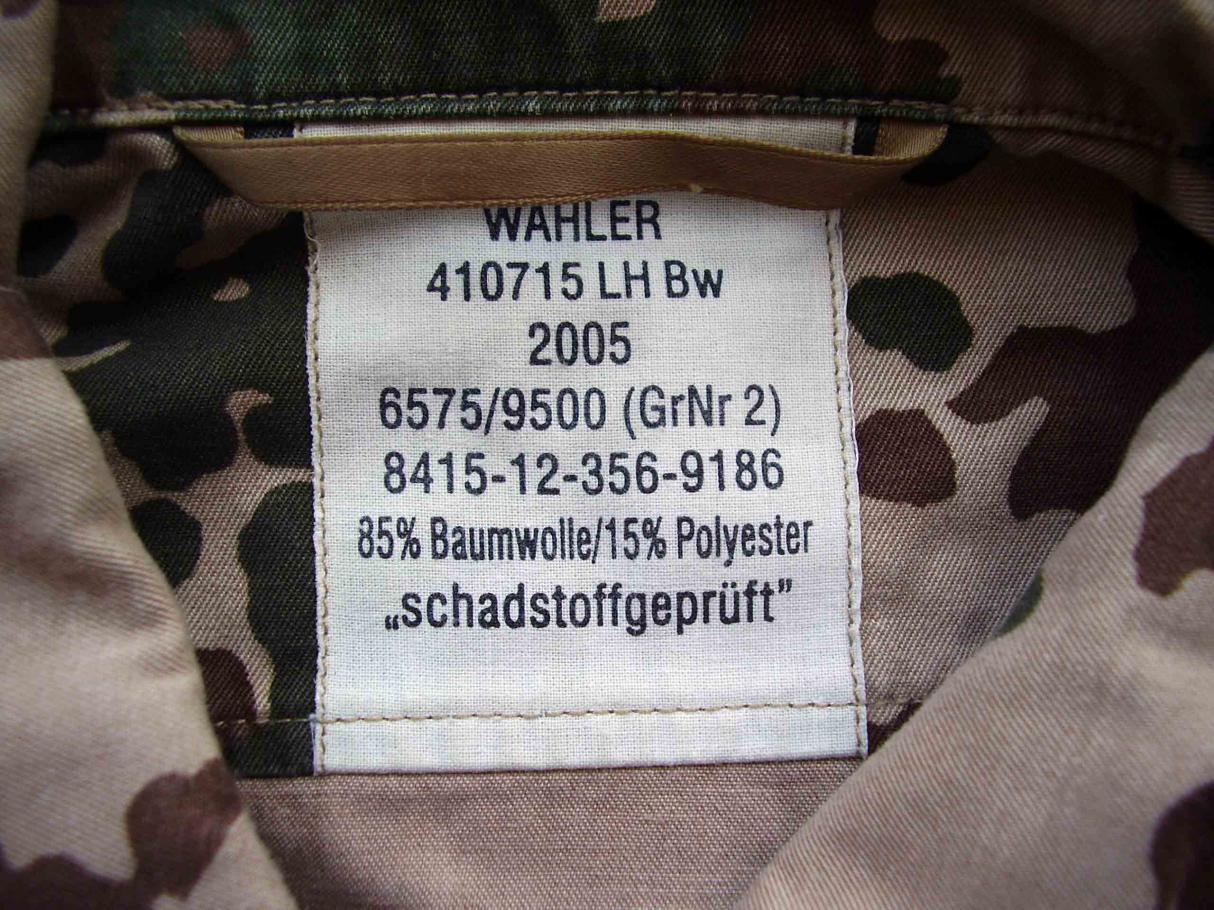 WAHLER
410715 LH Bw
2005
6575/9500 (GrNr 2)
8415-12-356-9186
85% Baumwolle/15% Polyester
„schadstoffgeprüft”